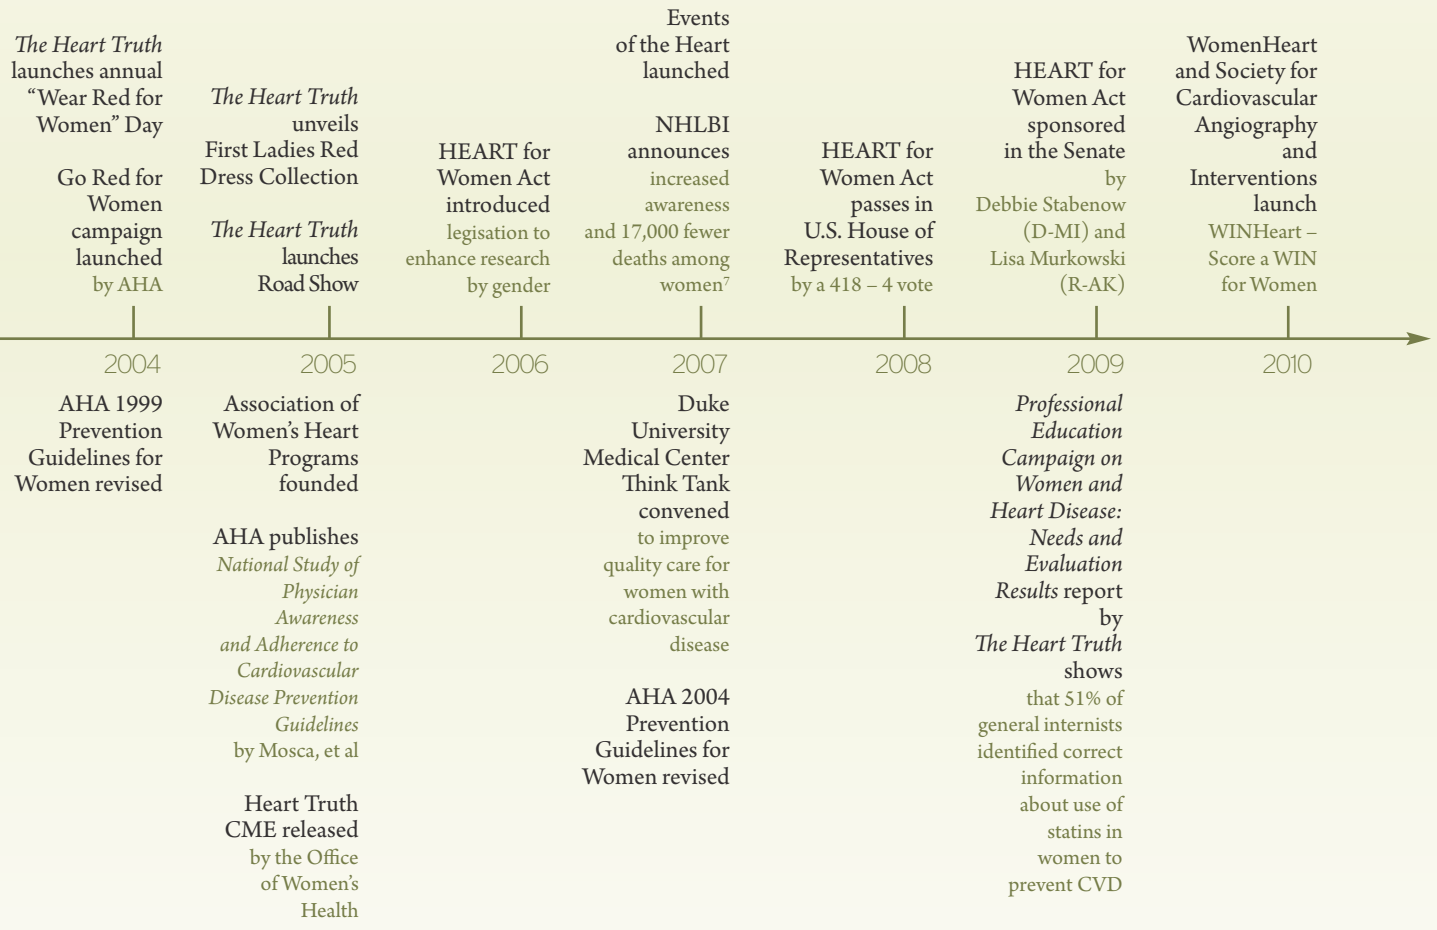 The Heart Truth
launches annual
“Wear Red for
Women” Day
Go Red for
Women
campaign
launched
by AHA
The Heart Truth
unveils
First Ladies Red
Dress Collection
The Heart Truth
launches
Road Show
HEART for
Women Act
introduced
legisation to
enhance research
by gender
Events
of the Heart
launched
NHLBI
announces
increased
awareness
and 17,000 fewer
deaths among
women⁷
HEART for
Women Act
passes in
U.S. House of
Representatives
by a 418 – 4 vote
HEART for
Women Act
sponsored
in the Senate
by
Debbie Stabenow
(D-MI) and
Lisa Murkowski
(R-AK)
WomenHeart
and Society for
Cardiovascular
Angiography
and
Interventions
launch
WINHeart –
Score a WIN
for Women
2004
2005
2006
2007
2008
2009
2010
AHA 1999
Prevention
Guidelines for
Women revised
Association of
Women’s Heart
Programs
founded
AHA publishes
National Study of
Physician
Awareness
and Adherence to
Cardiovascular
Disease Prevention
Guidelines
by Mosca, et al
Heart Truth
CME released
by the Office
of Women’s
Health
Duke
University
Medical Center
Think Tank
convened
to improve
quality care for
women with
cardiovascular
disease
AHA 2004
Prevention
Guidelines for
Women revised
Professional
Education
Campaign on
Women and
Heart Disease:
Needs and
Evaluation
Results report
by
The Heart Truth
shows
that 51% of
general internists
identified correct
information
about use of
statins in
women to
prevent CVD